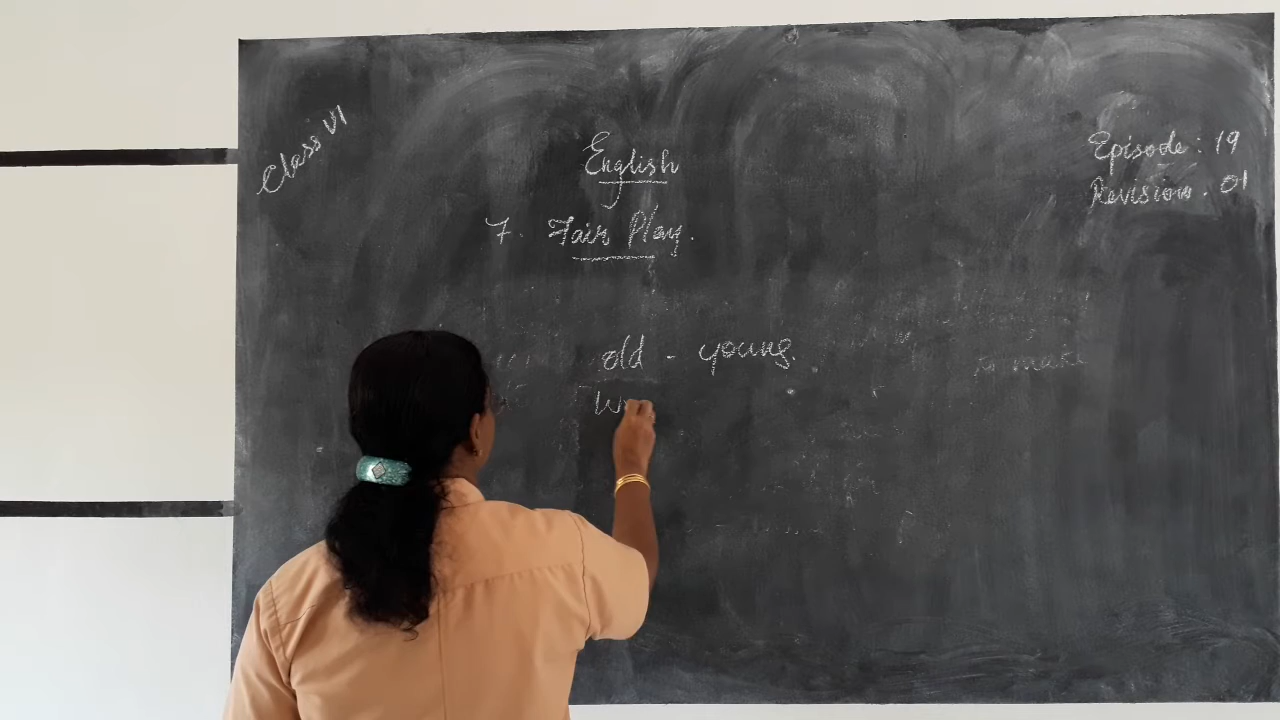 Class VI
English
Episode : 19
Revision . 01
7. Fair Play.
old - young.